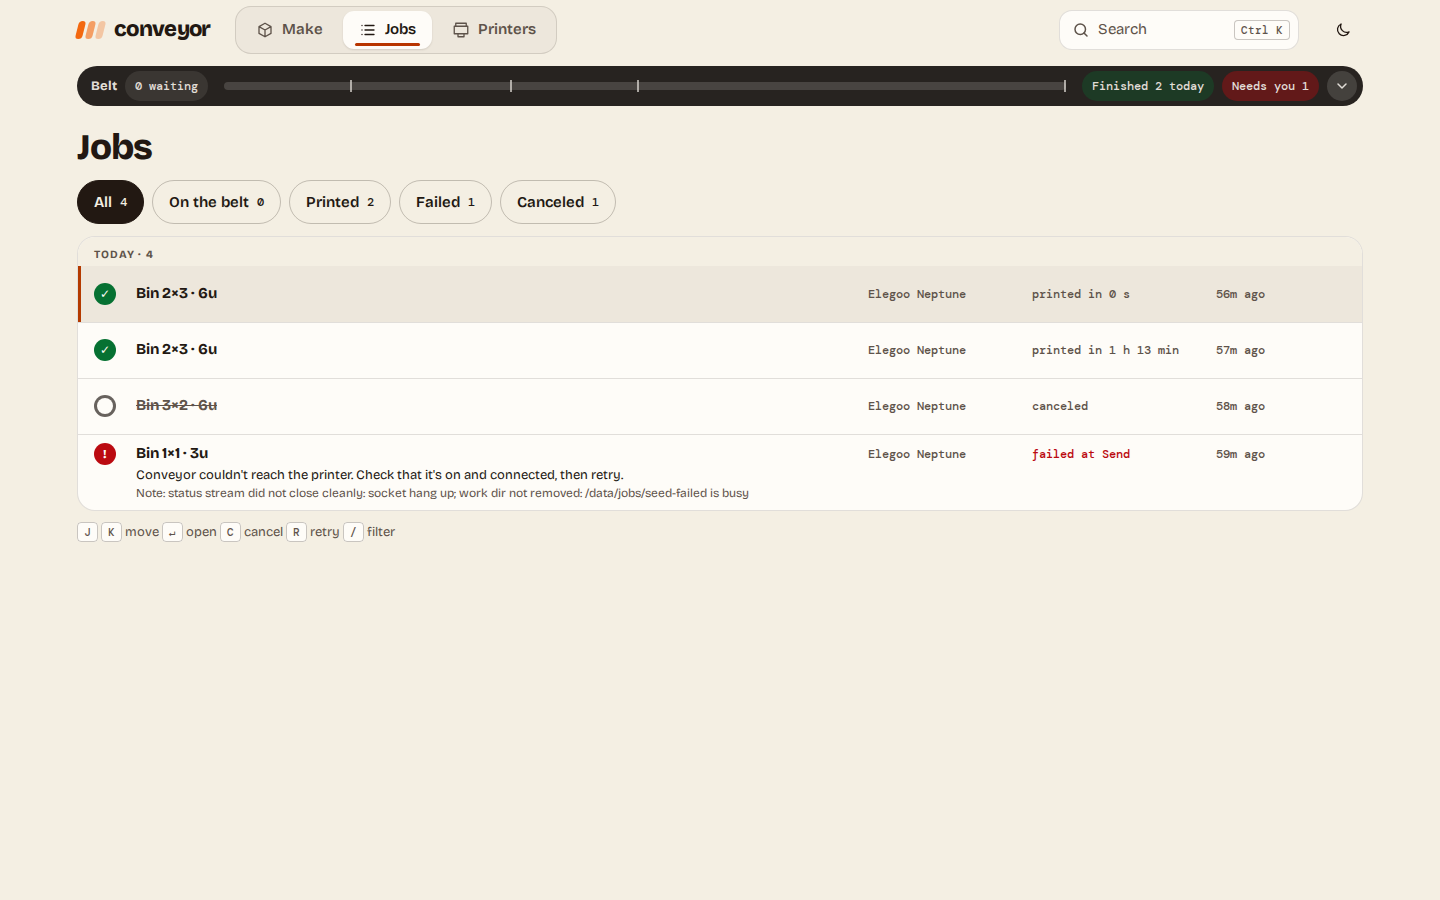 conveyor Make Jobs Printers Search Ctrl K
Belt 0 waiting Finished 2 today Needs you 1
Jobs
All 4 On the belt 0 Printed 2 Failed 1 Canceled 1
TODAY · 4
✓ Bin 2×3 · 6u Elegoo Neptune printed in 0 s 56m ago
✓ Bin 2×3 · 6u Elegoo Neptune printed in 1 h 13 min 57m ago
Bin 3×2 · 6u Elegoo Neptune canceled 58m ago
! Bin 1×1 · 3u Elegoo Neptune failed at Send 59m ago
Conveyor couldn't reach the printer. Check that it's on and connected, then retry.
Note: status stream did not close cleanly: socket hang up; work dir not removed: /data/jobs/seed-failed is busy
J K move ↵ open C cancel R retry / filter